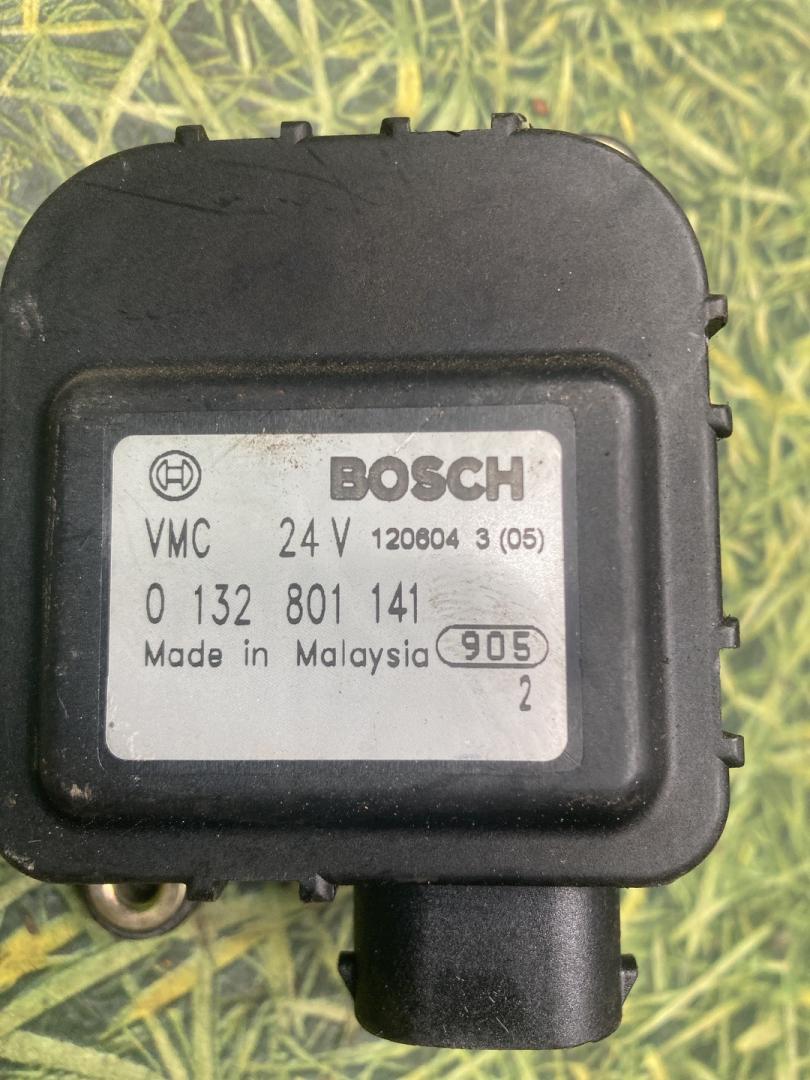 BOSCH
VMC 24 V 120604 3 (05)
0 132 801 141
Made in Malaysia 905
2